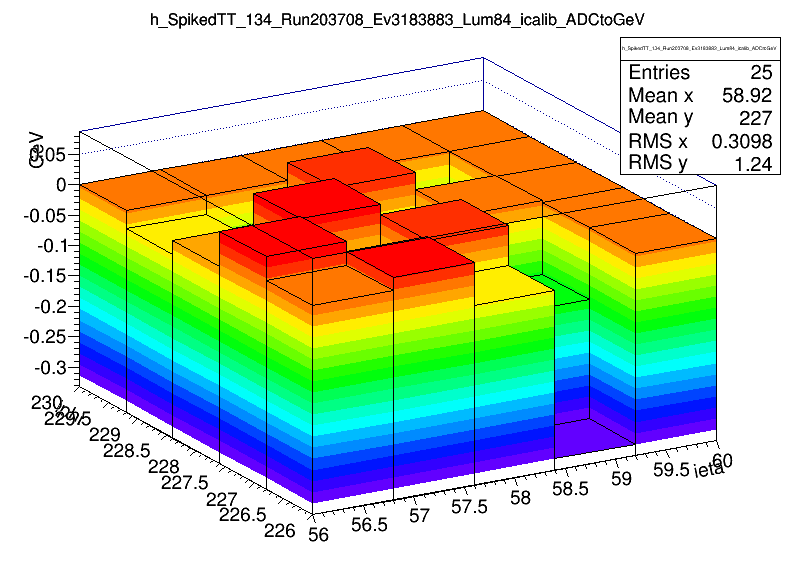 h_SpikedTT_134_Run203708_Ev3183883_Lum84_icalib_ADCtoGeV
h_SpikedTT_134_Run203708_Ev3183883_Lum84_icalib_ADCtoGeV
Entries 25
Mean x 58.92
Mean y 227
RMS x 0.3098
RMS y 1.24
GeV
0.05
0
-0.05
-0.1
-0.15
-0.2
-0.25
-0.3
230
229.5
229
228.5
228
227.5
227
226.5
226
56
56.5
57
57.5
58
58.5
59
59.5
60
ieta